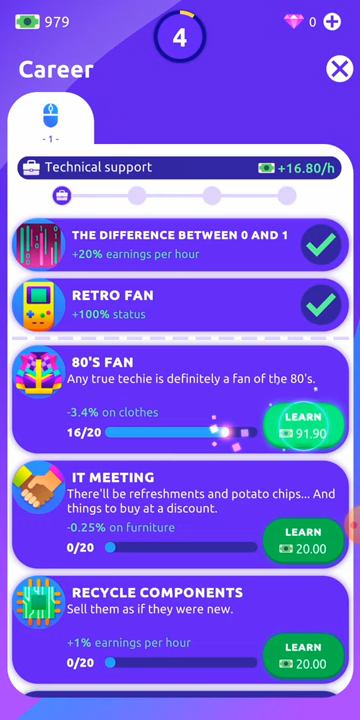 979
4
0
Career
- 1 -
Technical support
+16.80/h
THE DIFFERENCE BETWEEN 0 AND 1
+20% earnings per hour
RETRO FAN
+100% status
80'S FAN
Any true techie is definitely a fan of the 80's.
-3.4% on clothes
16/20
LEARN
91.90
IT MEETING
There'll be refreshments and potato chips... And
things to buy at a discount.
-0.25% on furniture
0/20
LEARN
20.00
RECYCLE COMPONENTS
Sell them as if they were new.
+1% earnings per hour
0/20
LEARN
20.00